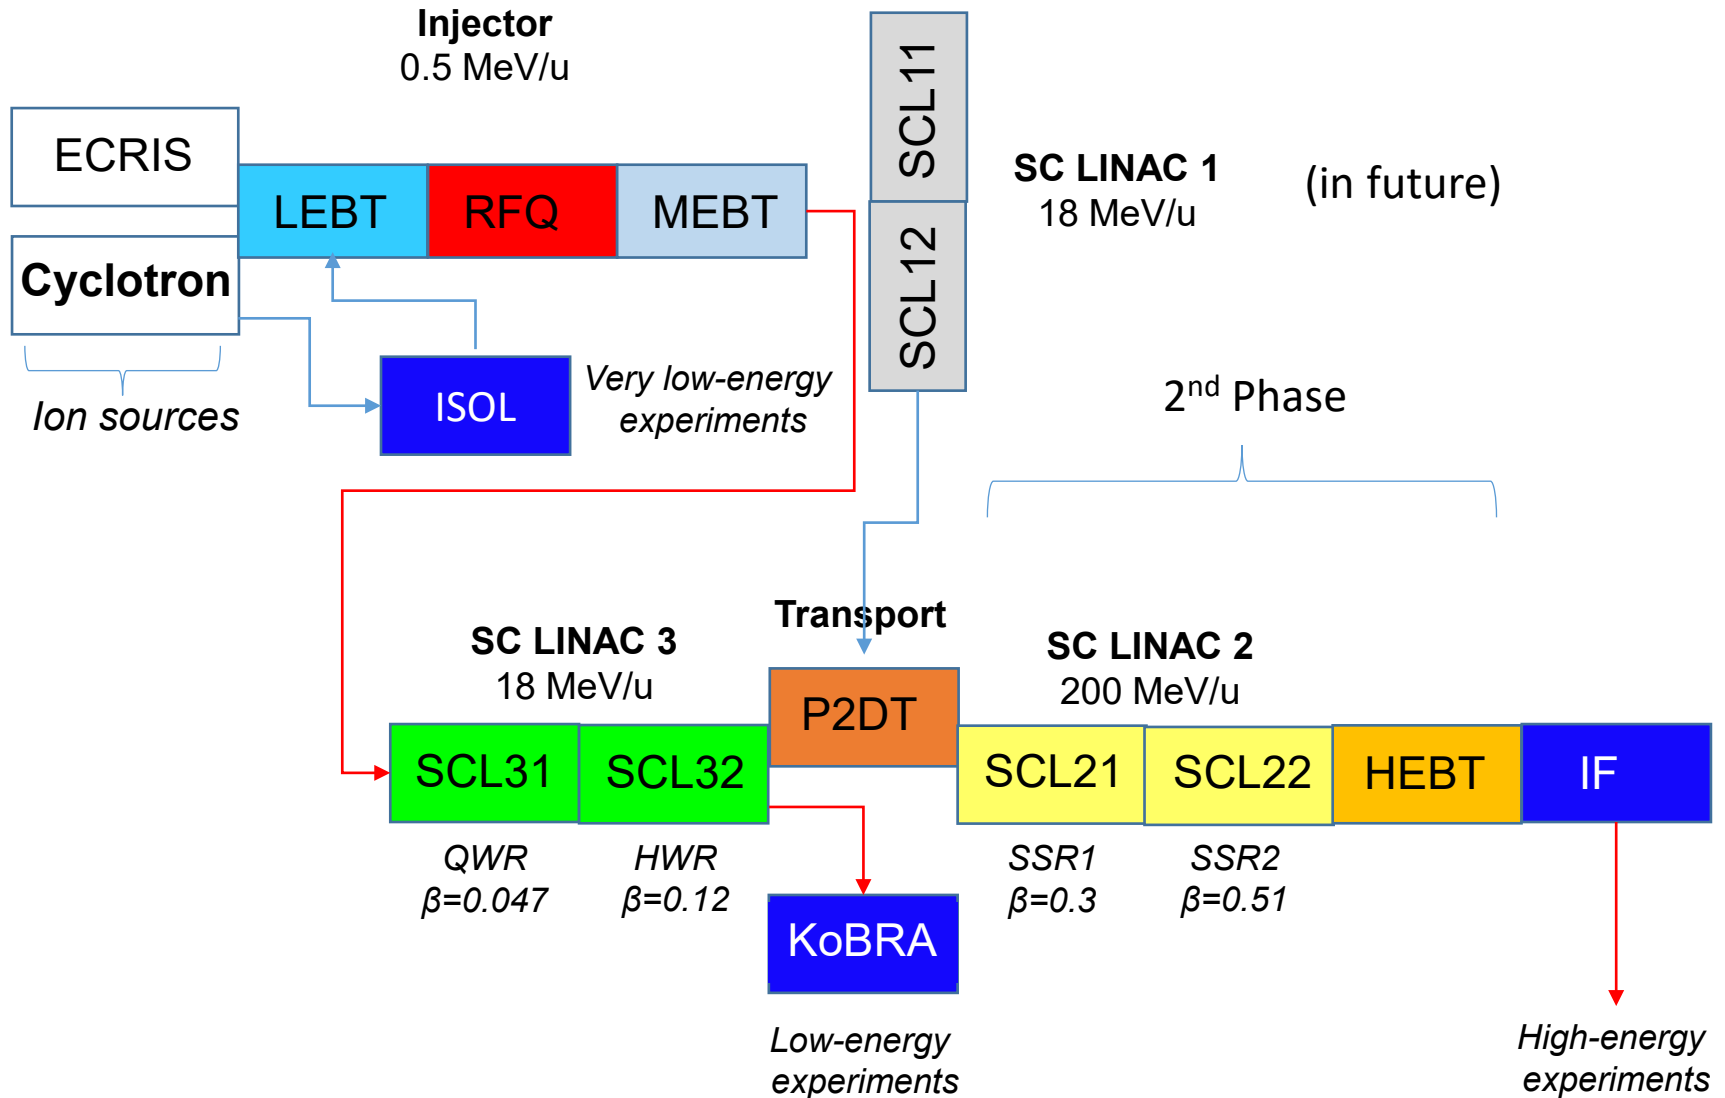 Injector
0.5 MeV/u
ECRIS
LEBT
RFQ
MEBT
Cyclotron
Ion sources
ISOL
Very low-energy
experiments
SCL11
SCL12
SC LINAC 1
18 MeV/u
(in future)
2nd Phase
Transport
SC LINAC 3
18 MeV/u
SC LINAC 2
200 MeV/u
P2DT
SCL31
SCL32
SCL21
SCL22
HEBT
IF
QWR
β=0.047
HWR
β=0.12
SSR1
β=0.3
SSR2
β=0.51
KoBRA
Low-energy
experiments
High-energy
experiments